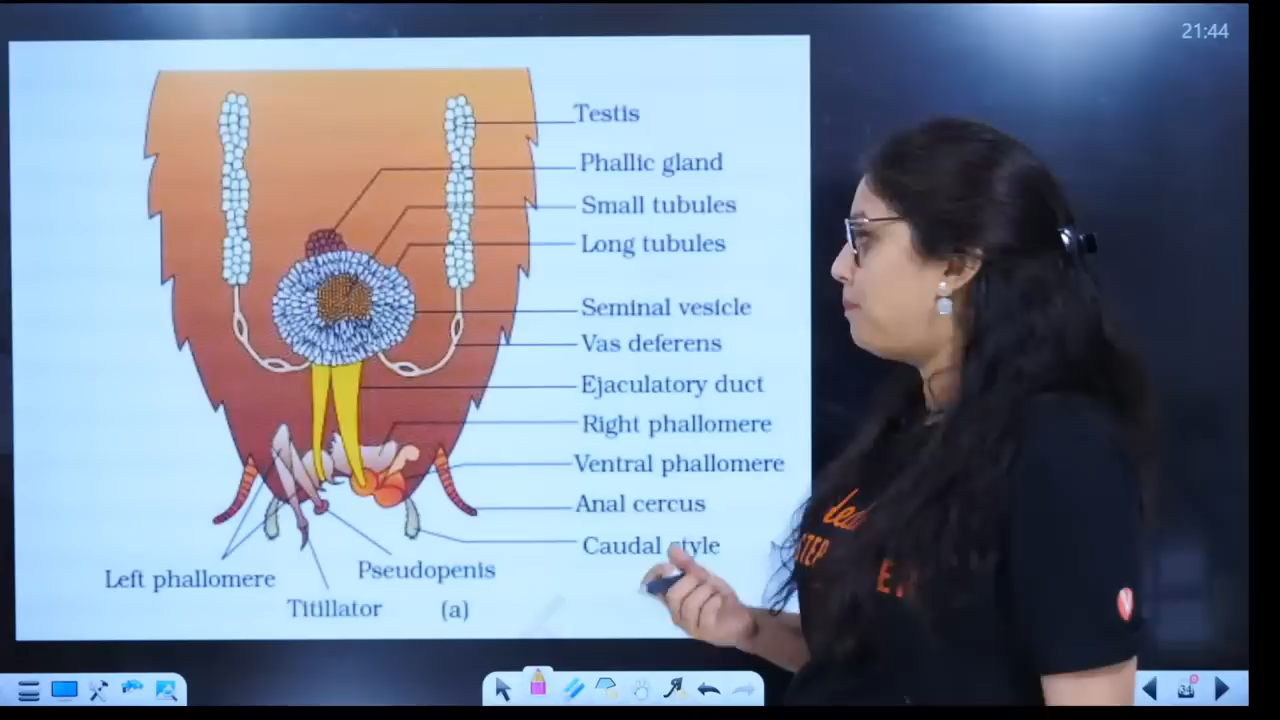 21:44
Testis
Phallic gland
Small tubules
Long tubules
Seminal vesicle
Vas deferens
Ejaculatory duct
Right phallomere
Ventral phallomere
Anal cercus
Caudal style
Left phallomere
Pseudopenis
Titillator
(a)
34